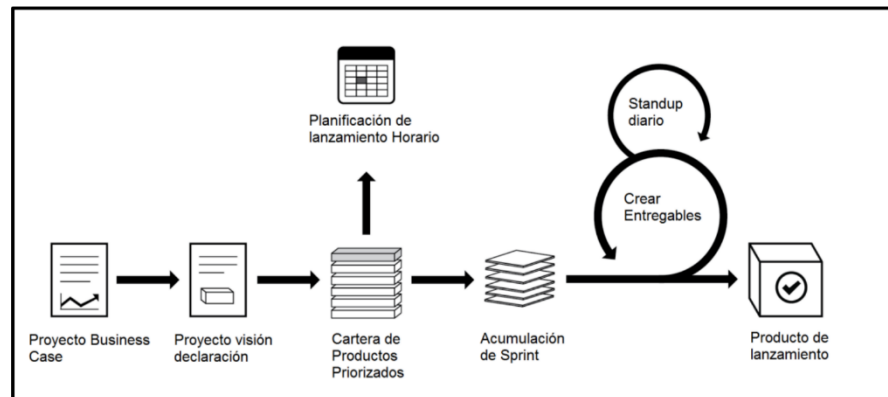 Planificación de
lanzamiento Horario
Standup
diario
Crear
Entregables
Proyecto Business
Case
Proyecto visión
declaración
Cartera de
Productos
Priorizados
Acumulación
de Sprint
Producto de
lanzamiento